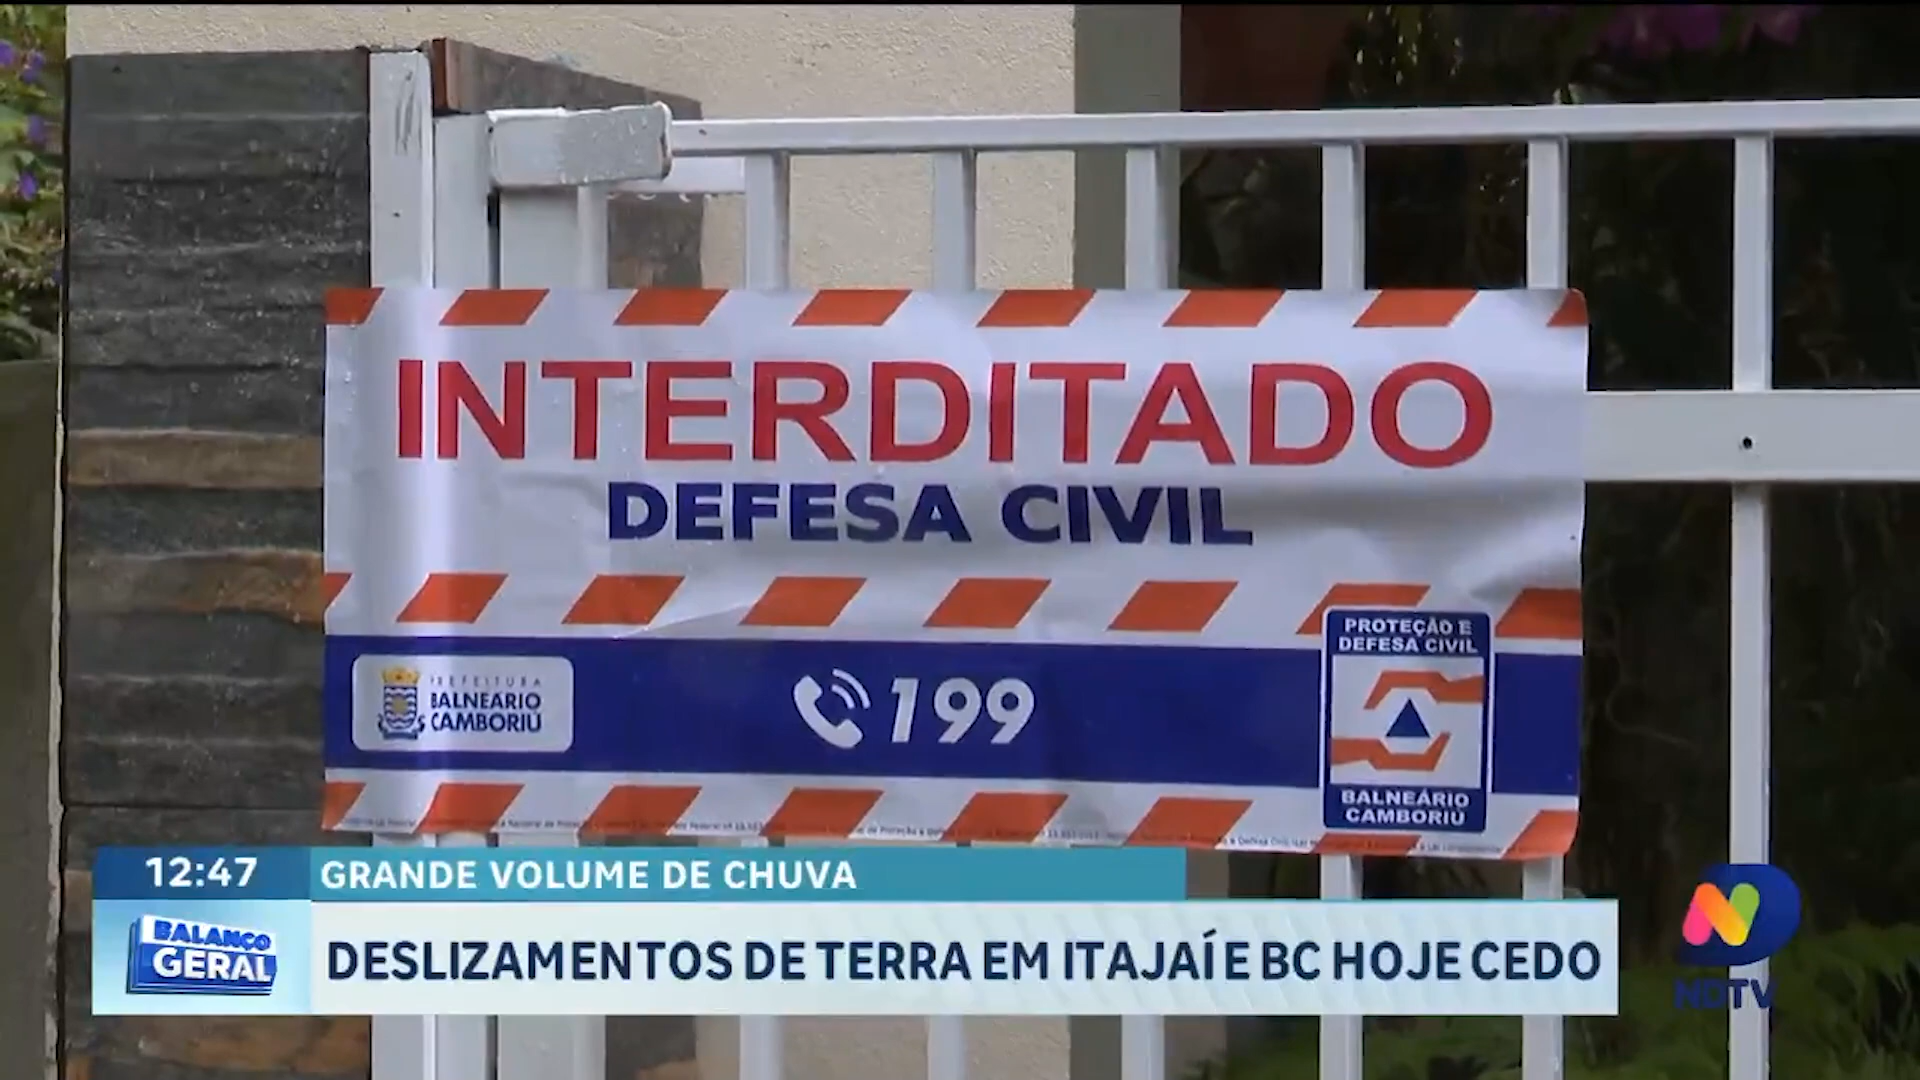 INTERDITADO
DEFESA CIVIL
PROTEÇÃO E
DEFESA CIVIL
PREFEITURA
BALNEÁRIO
CAMBORIÚ
199
BALNEÁRIO
CAMBORIÚ
12:47
GRANDE VOLUME DE CHUVA
BALANÇO
GERAL
DESLIZAMENTOS DE TERRA EM ITAJAÍ E BC HOJE CEDO
NDTV